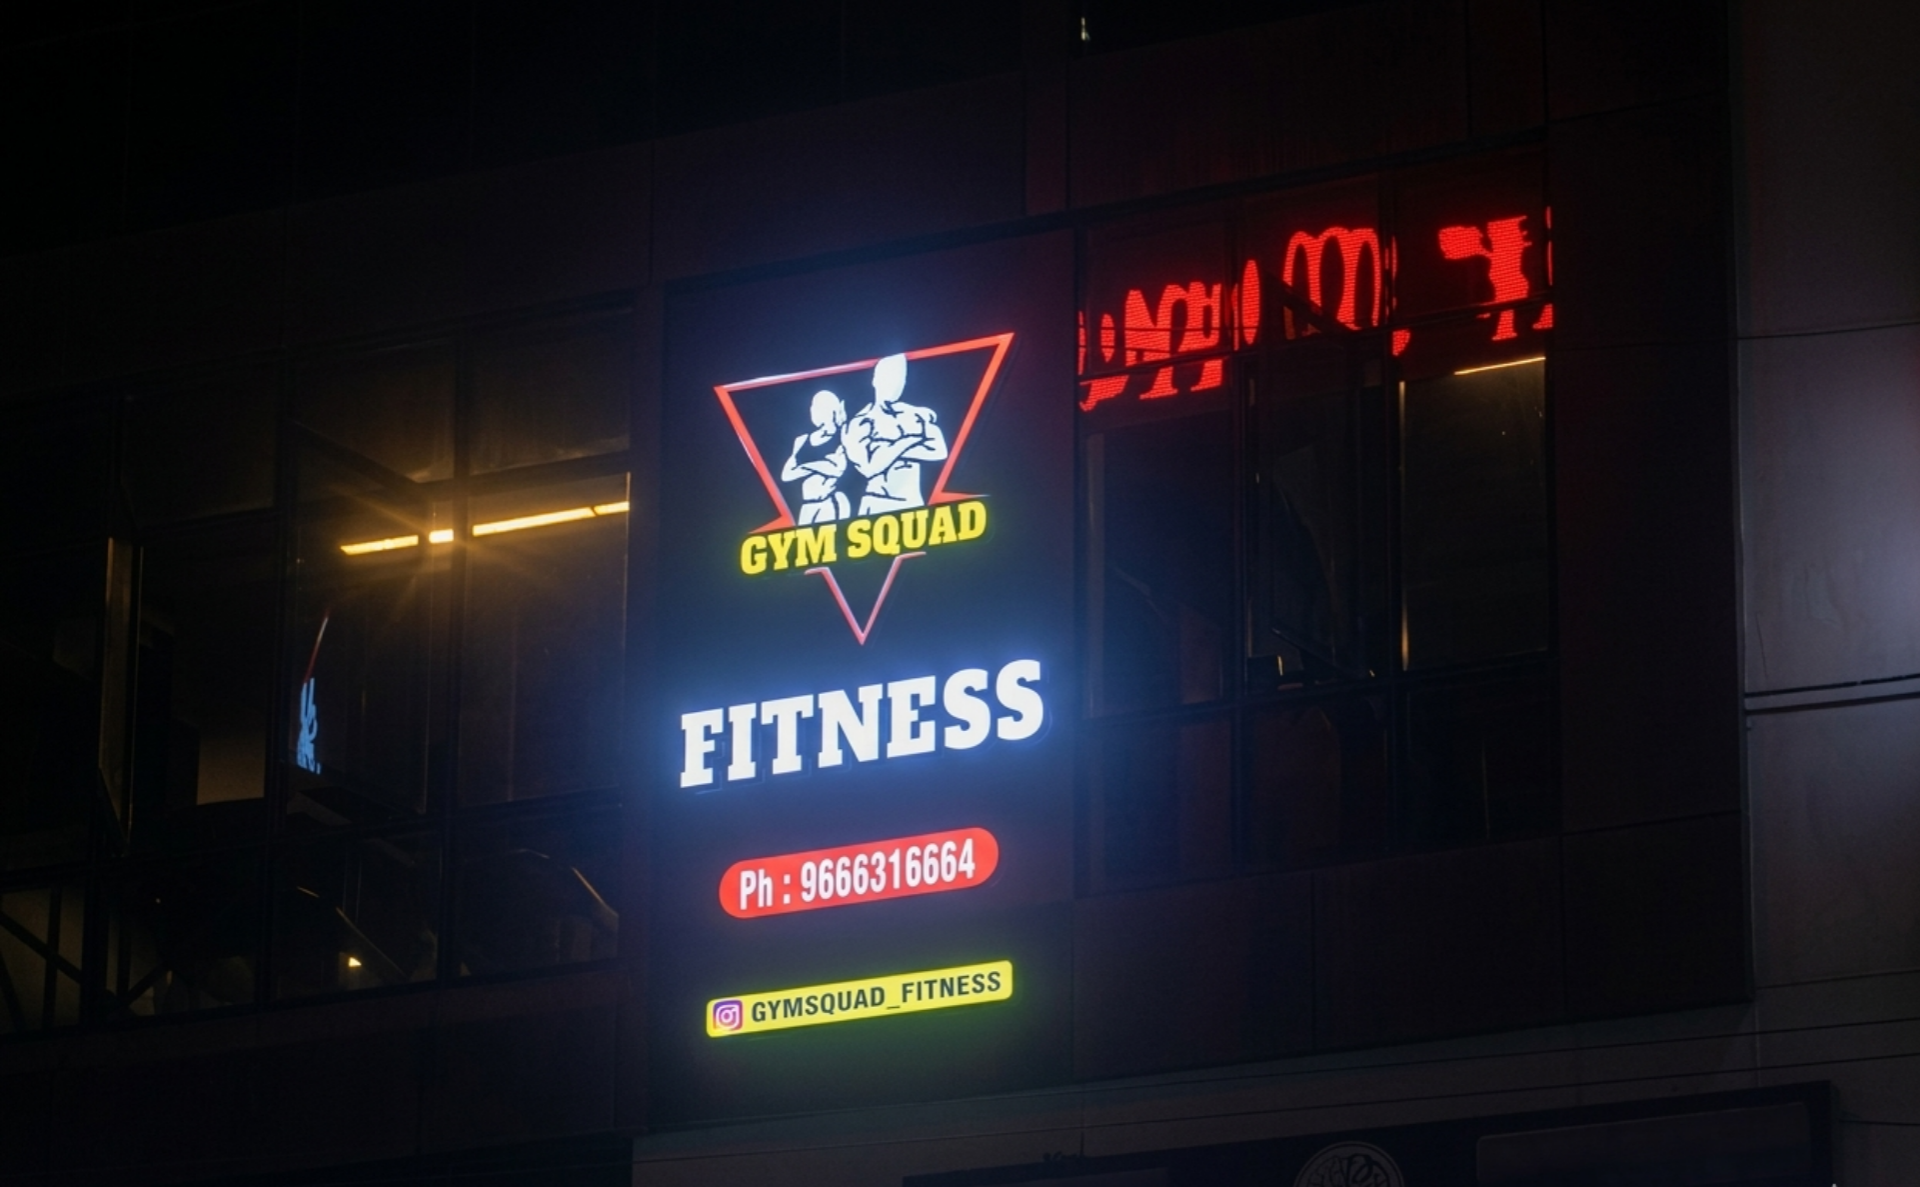 GYM SQUAD
FITNESS
Ph : 9666316664
GYMSQUAD_FITNESS